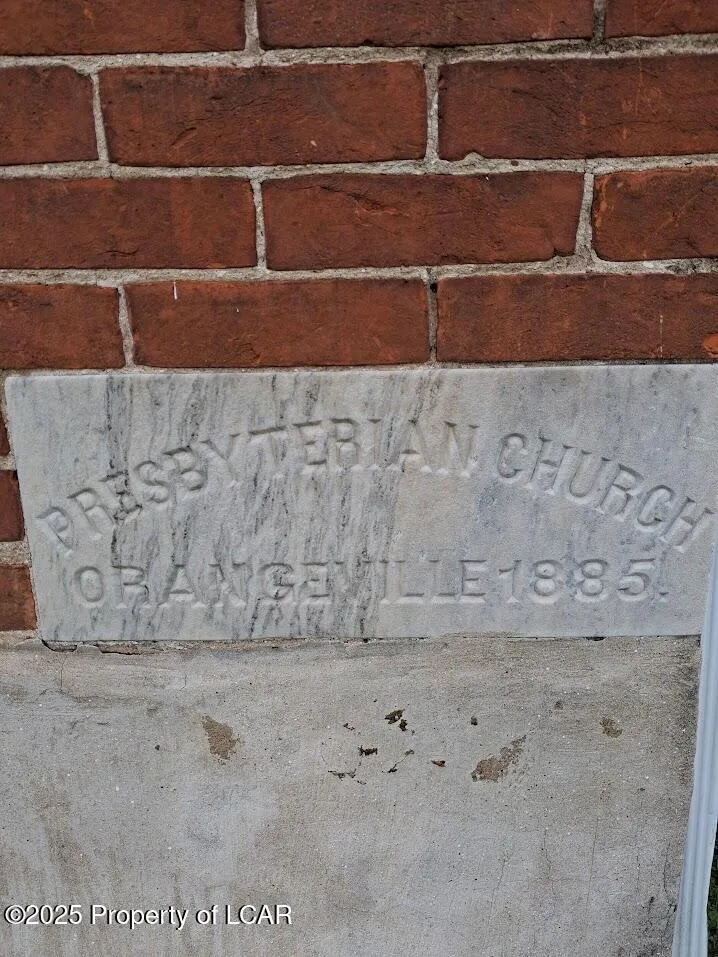 PRESBYTERIAN CHURCH
ORANGEVILLE 1885.
©2025 Property of LCAR